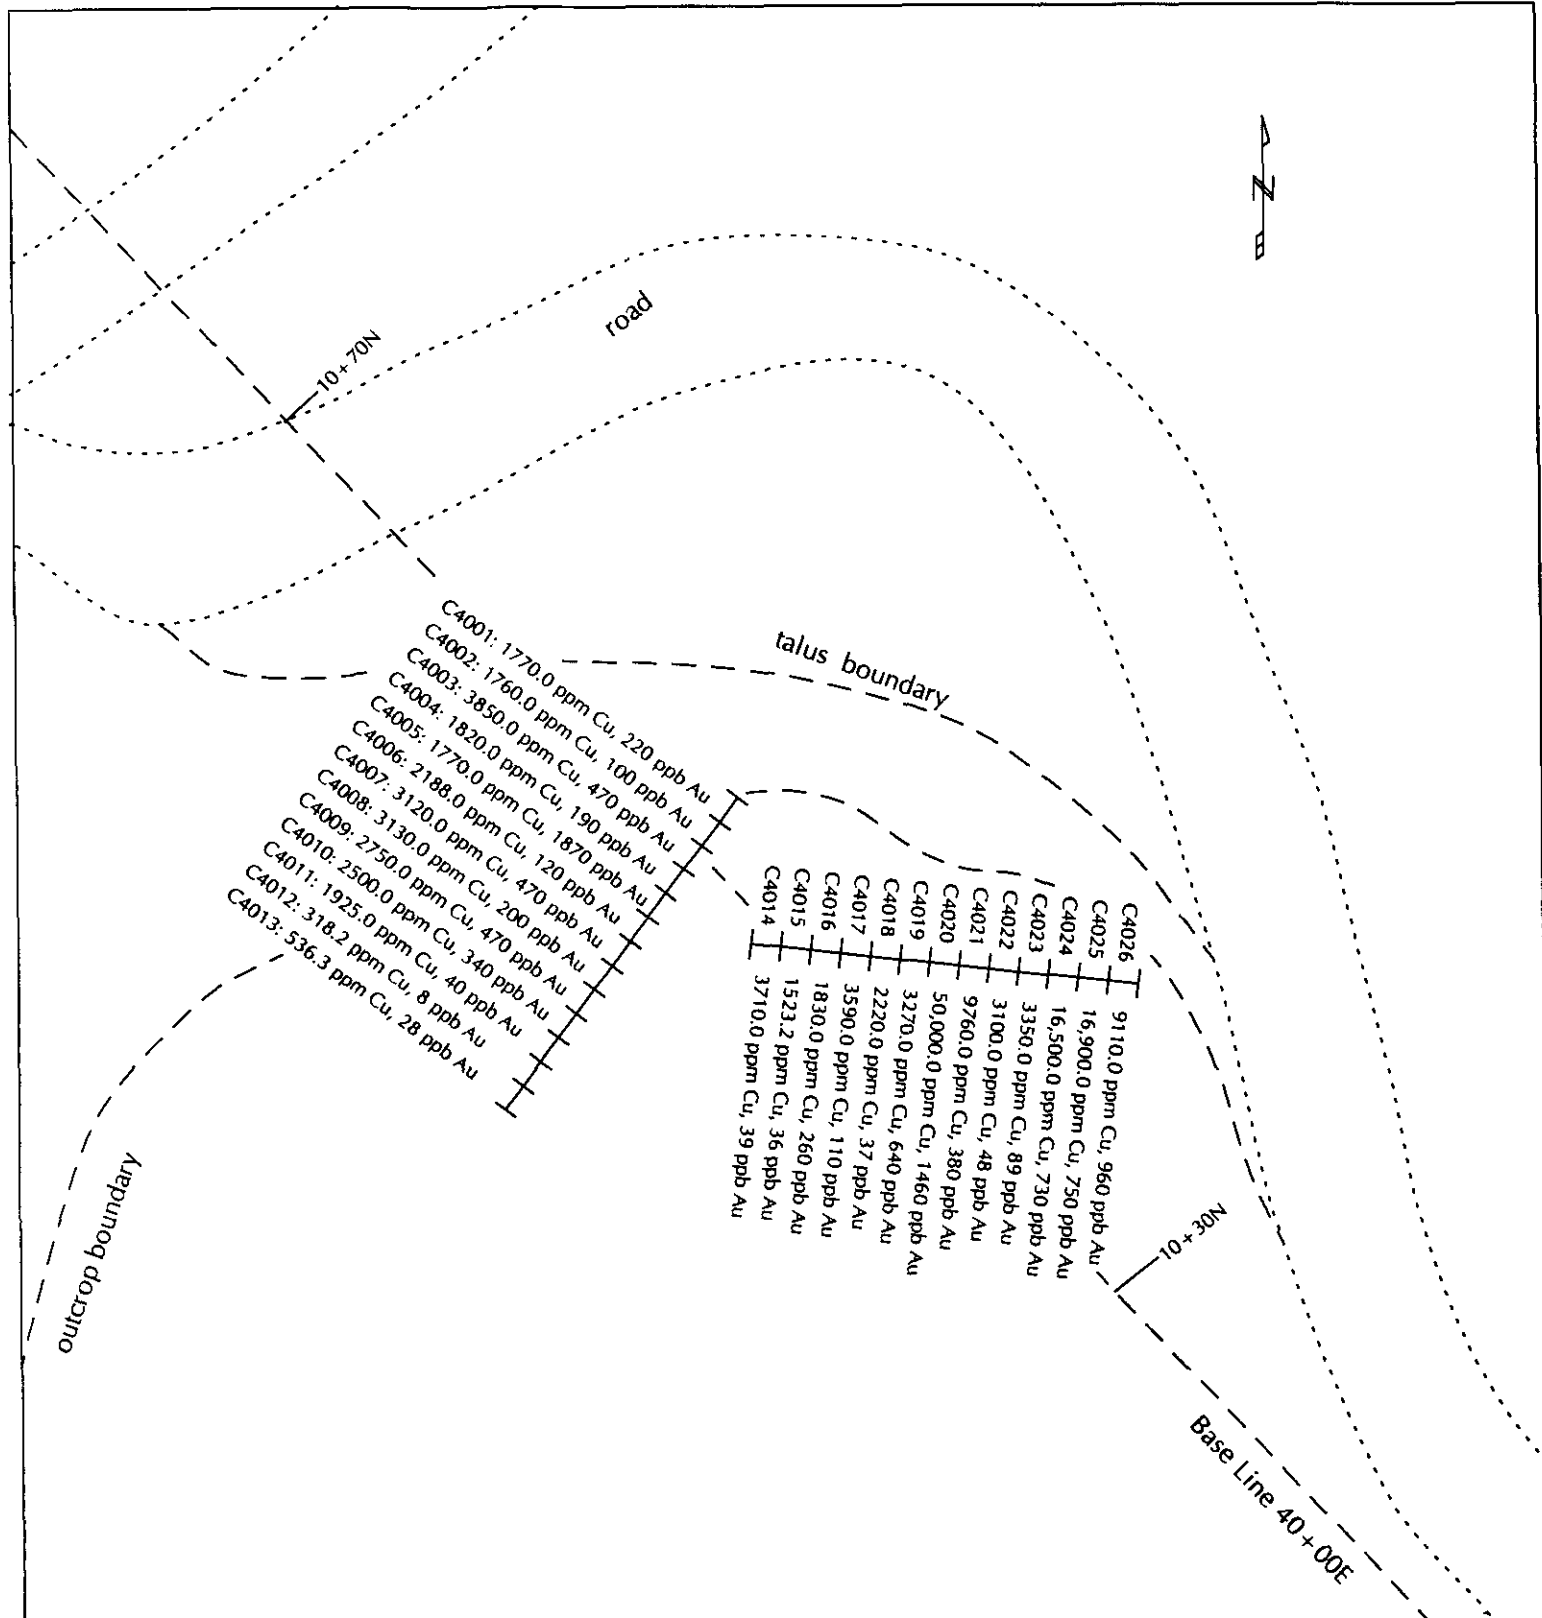 N
road
10+70N
talus boundary
C4001: 1770.0 ppm Cu, 220 ppb Au
C4002: 1760.0 ppm Cu, 100 ppb Au
C4003: 3850.0 ppm Cu, 470 ppb Au
C4004: 1820.0 ppm Cu, 190 ppb Au
C4005: 1770.0 ppm Cu, 1870 ppb Au
C4006: 2188.0 ppm Cu, 120 ppb Au
C4007: 3120.0 ppm Cu, 470 ppb Au
C4008: 3130.0 ppm Cu, 200 ppb Au
C4009: 2750.0 ppm Cu, 470 ppb Au
C4010: 2500.0 ppm Cu, 340 ppb Au
C4011: 1925.0 ppm Cu, 40 ppb Au
C4012: 318.2 ppm Cu, 8 ppb Au
C4013: 536.3 ppm Cu, 28 ppb Au
C4026 9110.0 ppm Cu, 960 ppb Au
C4025 16,900.0 ppm Cu, 750 ppb Au
C4024 16,500.0 ppm Cu, 730 ppb Au
C4023 3350.0 ppm Cu, 89 ppb Au
C4022 3100.0 ppm Cu, 48 ppb Au
C4021 9760.0 ppm Cu, 380 ppb Au
C4020 50,000.0 ppm Cu, 1460 ppb Au
C4019 3270.0 ppm Cu, 640 ppb Au
C4018 2220.0 ppm Cu, 37 ppb Au
C4017 3590.0 ppm Cu, 110 ppb Au
C4016 1830.0 ppm Cu, 260 ppb Au
C4015 1523.2 ppm Cu, 36 ppb Au
C4014 3710.0 ppm Cu, 39 ppb Au
outcrop boundary
10+30N
Base Line 40+00E